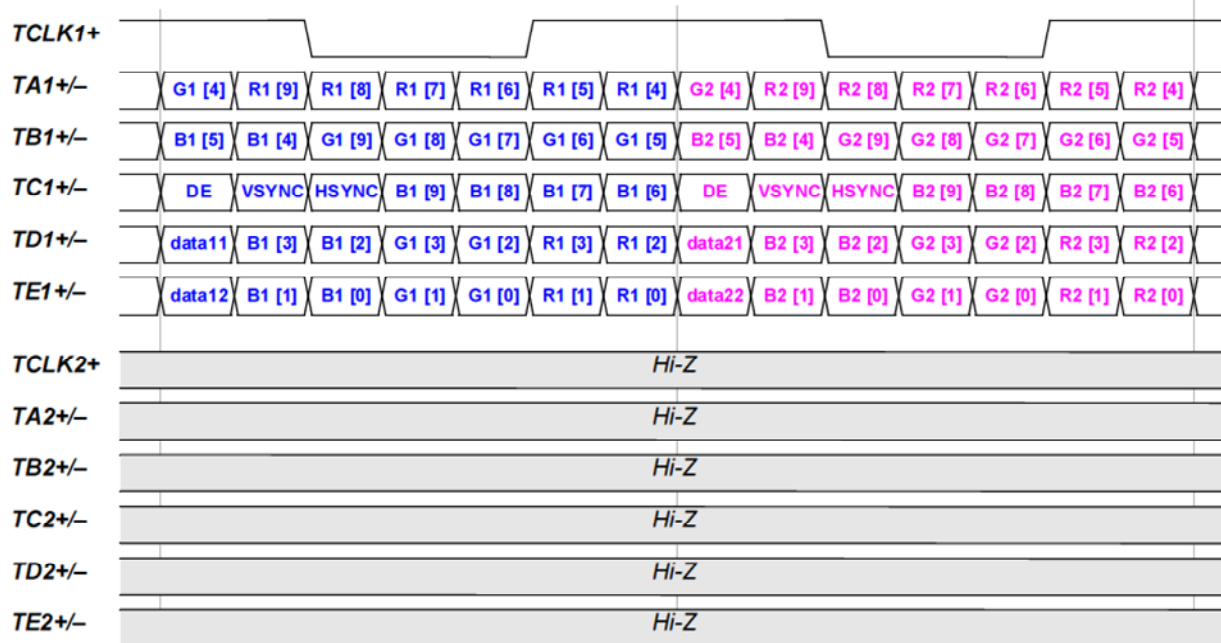 TCLK1+
TA1+/– G1 [4] R1 [9] R1 [8] R1 [7] R1 [6] R1 [5] R1 [4] G2 [4] R2 [9] R2 [8] R2 [7] R2 [6] R2 [5] R2 [4]
TB1+/– B1 [5] B1 [4] G1 [9] G1 [8] G1 [7] G1 [6] G1 [5] B2 [5] B2 [4] G2 [9] G2 [8] G2 [7] G2 [6] G2 [5]
TC1+/– DE VSYNC HSYNC B1 [9] B1 [8] B1 [7] B1 [6] DE VSYNC HSYNC B2 [9] B2 [8] B2 [7] B2 [6]
TD1+/– data11 B1 [3] B1 [2] G1 [3] G1 [2] R1 [3] R1 [2] data21 B2 [3] B2 [2] G2 [3] G2 [2] R2 [3] R2 [2]
TE1+/– data12 B1 [1] B1 [0] G1 [1] G1 [0] R1 [1] R1 [0] data22 B2 [1] B2 [0] G2 [1] G2 [0] R2 [1] R2 [0]
TCLK2+ Hi-Z
TA2+/– Hi-Z
TB2+/– Hi-Z
TC2+/– Hi-Z
TD2+/– Hi-Z
TE2+/– Hi-Z